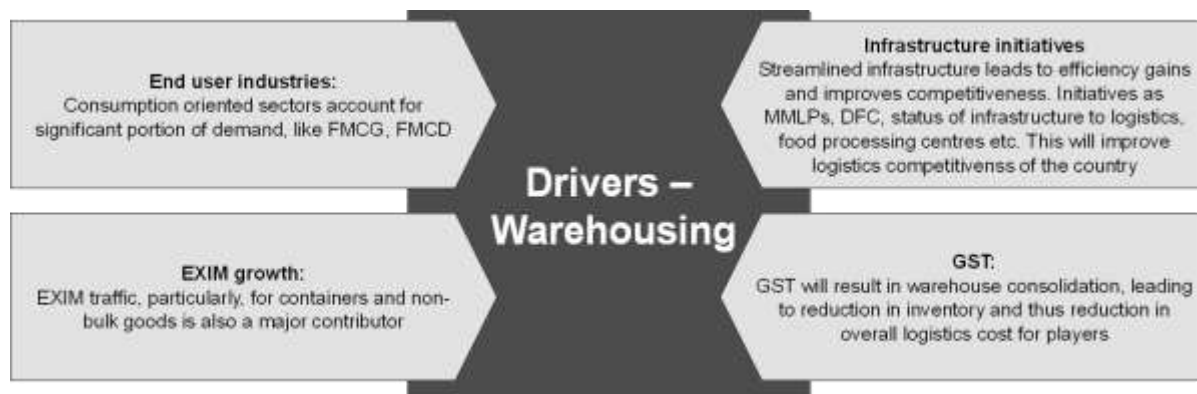 End user industries:
Consumption oriented sectors account for
significant portion of demand, like FMCG, FMCD
EXIM growth:
EXIM traffic, particularly, for containers and non-
bulk goods is also a major contributor
Drivers –
Warehousing
Infrastructure initiatives
Streamlined infrastructure leads to efficiency gains
and improves competitiveness. Initiatives as
MMLPs, DFC, status of infrastructure to logistics,
food processing centres etc. This will improve
logistics competitivenss of the country
GST:
GST will result in warehouse consolidation, leading
to reduction in inventory and thus reduction in
overall logistics cost for players